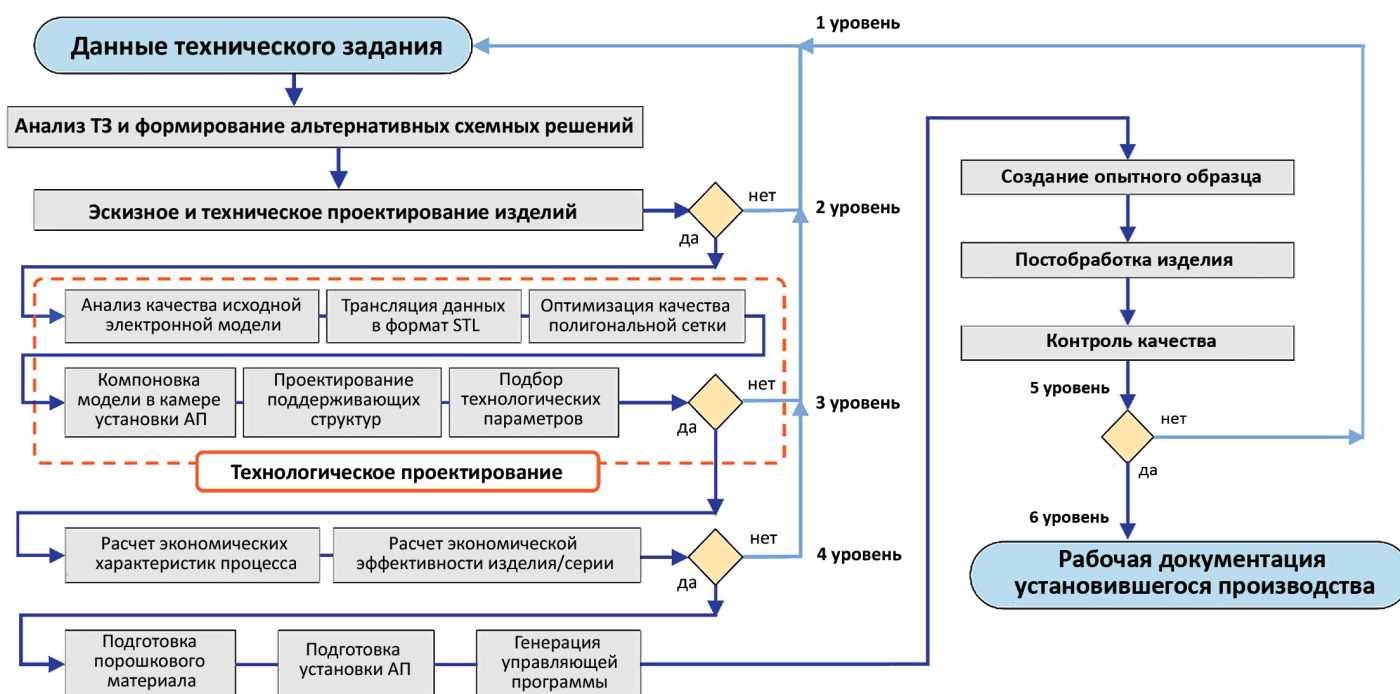 1 уровень
Данные технического задания
Анализ ТЗ и формирование альтернативных схемных решений
Эскизное и техническое проектирование изделий
нет
да
2 уровень
Анализ качества исходной
электронной модели
Трансляция данных
в формат STL
Оптимизация качества
полигональной сетки
Компоновка
модели в камере
установки АП
Проектирование
поддерживающих
структур
Подбор
технологических
параметров
нет
да
3 уровень
Технологическое проектирование
Расчет экономических
характеристик процесса
Расчет экономической
эффективности изделия/серии
нет
да
4 уровень
Подготовка
порошкового
материала
Подготовка
установки АП
Генерация
управляющей
программы
Создание опытного образца
Постобработка изделия
Контроль качества
5 уровень
нет
да
6 уровень
Рабочая документация
установившегося производства